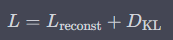 L = L_reconst + D_KL